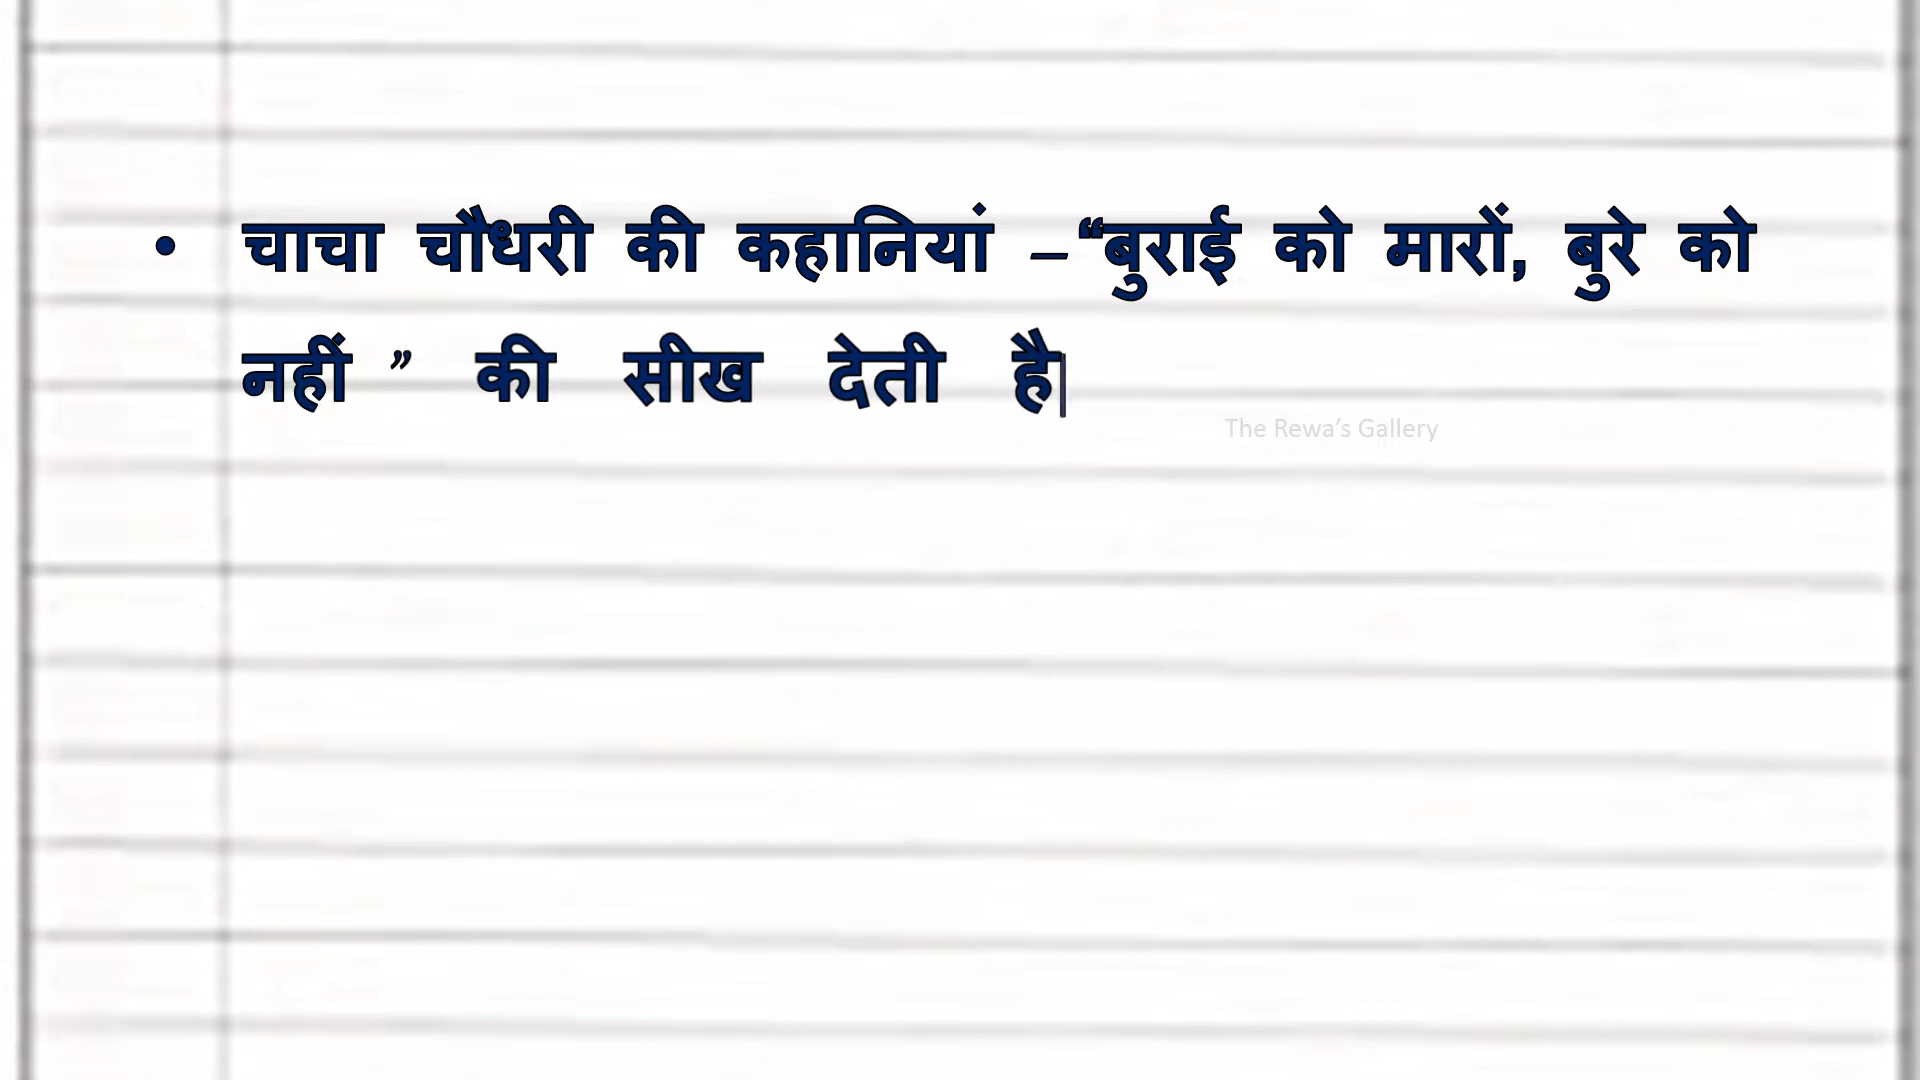 • चाचा चौधरी की कहानियां –“बुराई को मारों, बुरे को
नहीं ” की सीख देती है|
The Rewa’s Gallery